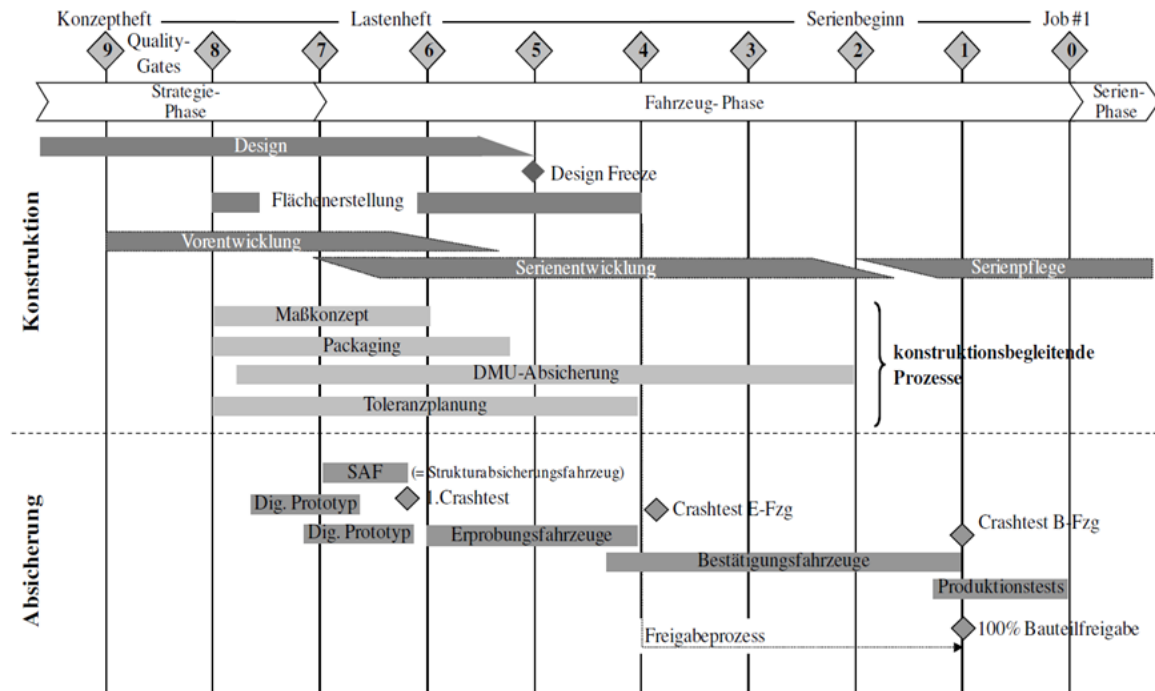 Konzeptheft Lastenheft Serienbeginn Job #1
9 Quality-Gates 8 7 6 5 4 3 2 1 0
Strategie-Phase Fahrzeug-Phase Serien-Phase
Konstruktion
Design
Design Freeze
Flächenerstellung
Vorentwicklung
Serienentwicklung Serienpflege
Maßkonzept
Packaging
DMU-Absicherung
Toleranzplanung
konstruktionsbegleitende
Prozesse
Absicherung
SAF (= Strukturabsicherungsfahrzeug)
Dig. Prototyp 1.Crashtest
Crashtest E-Fzg
Dig. Prototyp Erprobungsfahrzeuge
Crashtest B-Fzg
Bestätigungsfahrzeuge
Produktionstests
Freigabeprozess 100% Bauteilfreigabe